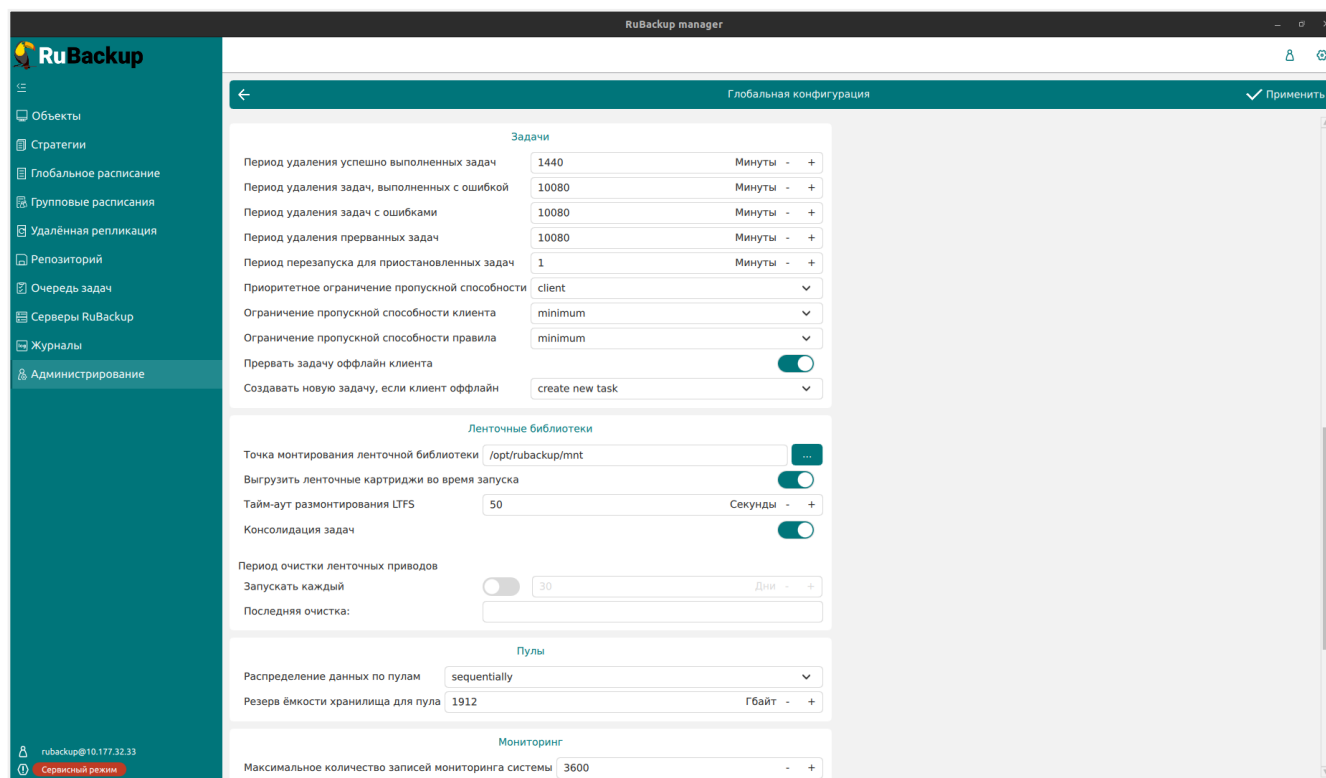 RuBackup manager
RuBackup
Объекты
Стратегии
Глобальное расписание
Групповые расписания
Удалённая репликация
Репозиторий
Очередь задач
Серверы RuBackup
Журналы
Администрирование
rubackup@10.177.32.33
Сервисный режим
Глобальная конфигурация
Применить
Задачи
Период удаления успешно выполненных задач 1440 Минуты - +
Период удаления задач, выполненных с ошибкой 10080 Минуты - +
Период удаления задач с ошибками 10080 Минуты - +
Период удаления прерванных задач 10080 Минуты - +
Период перезапуска для приостановленных задач 1 Минуты - +
Приоритетное ограничение пропускной способности client
Ограничение пропускной способности клиента minimum
Ограничение пропускной способности правила minimum
Прервать задачу оффлайн клиента
Создавать новую задачу, если клиент оффлайн create new task
Ленточные библиотеки
Точка монтирования ленточной библиотеки /opt/rubackup/mnt ...
Выгрузить ленточные картриджи во время запуска
Тайм-аут размонтирования LTFS 50 Секунды - +
Консолидация задач
Период очистки ленточных приводов
Запускать каждый 30 Дни - +
Последняя очистка:
Пулы
Распределение данных по пулам sequentially
Резерв ёмкости хранилища для пула 1912 Гбайт - +
Мониторинг
Максимальное количество записей мониторинга системы 3600 - +